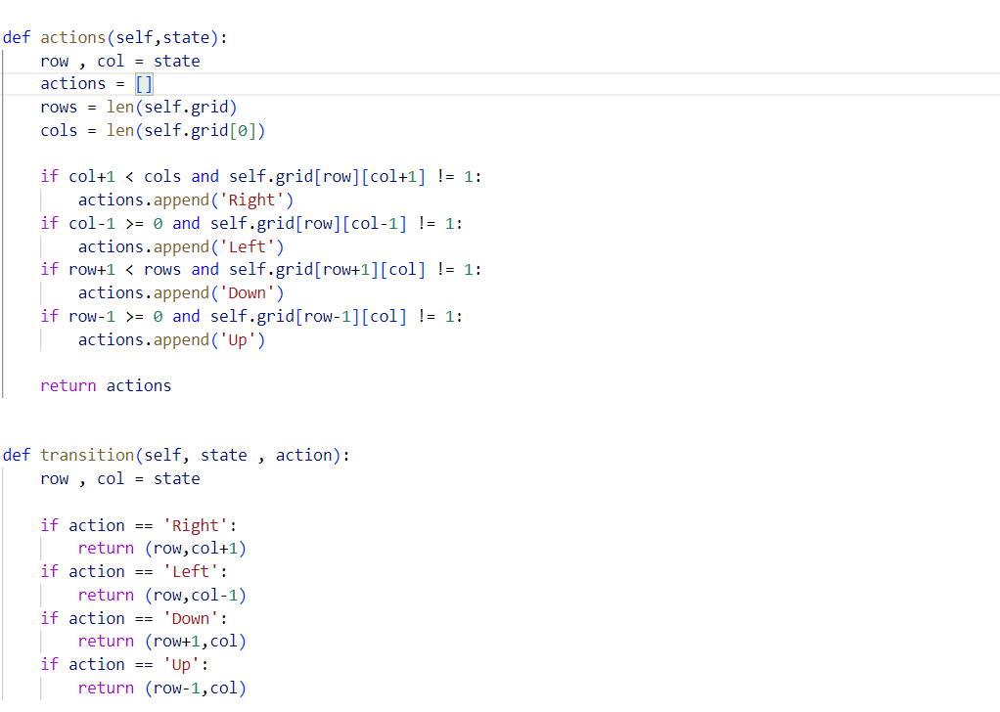 def actions(self,state):
    row , col = state
    actions = []
    rows = len(self.grid)
    cols = len(self.grid[0])
    if col+1 < cols and self.grid[row][col+1] != 1:
        actions.append('Right')
    if col-1 >= 0 and self.grid[row][col-1] != 1:
        actions.append('Left')
    if row+1 < rows and self.grid[row+1][col] != 1:
        actions.append('Down')
    if row-1 >= 0 and self.grid[row-1][col] != 1:
        actions.append('Up')
    return actions
def transition(self, state , action):
    row , col = state
    if action == 'Right':
        return (row,col+1)
    if action == 'Left':
        return (row,col-1)
    if action == 'Down':
        return (row+1,col)
    if action == 'Up':
        return (row-1,col)